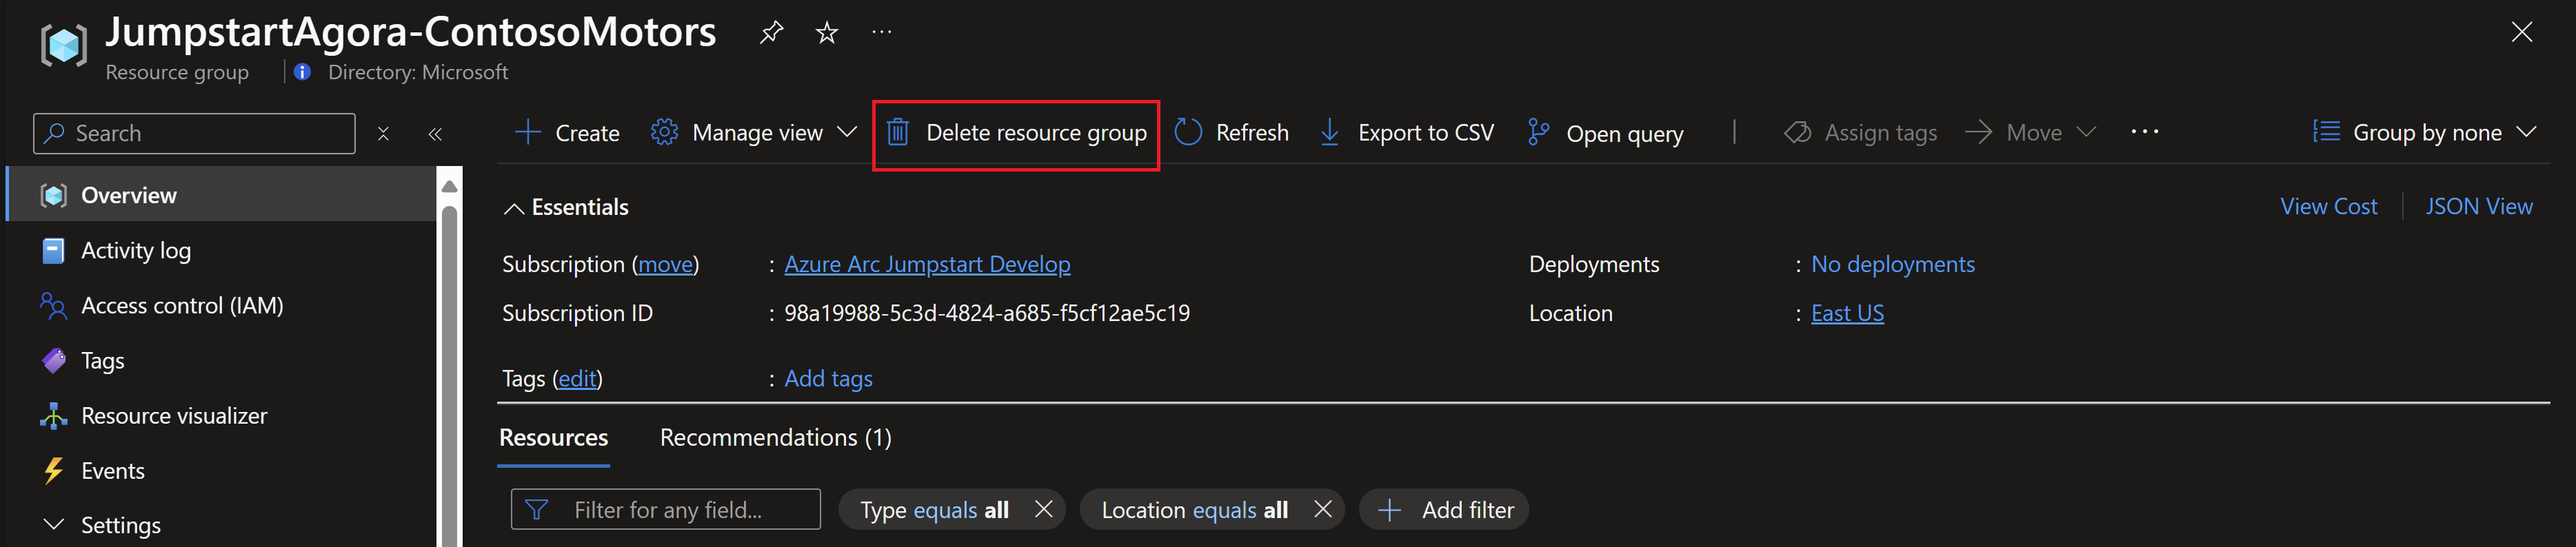 JumpstartAgora-ContosoMotors
Resource group
Directory: Microsoft
Search
Create
Manage view
Delete resource group
Refresh
Export to CSV
Open query
Assign tags
Move
Group by none
Overview
Activity log
Access control (IAM)
Tags
Resource visualizer
Events
Settings
Essentials
View Cost
JSON View
Subscription (move) : Azure Arc Jumpstart Develop
Deployments : No deployments
Subscription ID : 98a19988-5c3d-4824-a685-f5cf12ae5c19
Location : East US
Tags (edit) : Add tags
Resources
Recommendations (1)
Filter for any field...
Type equals all
Location equals all
Add filter